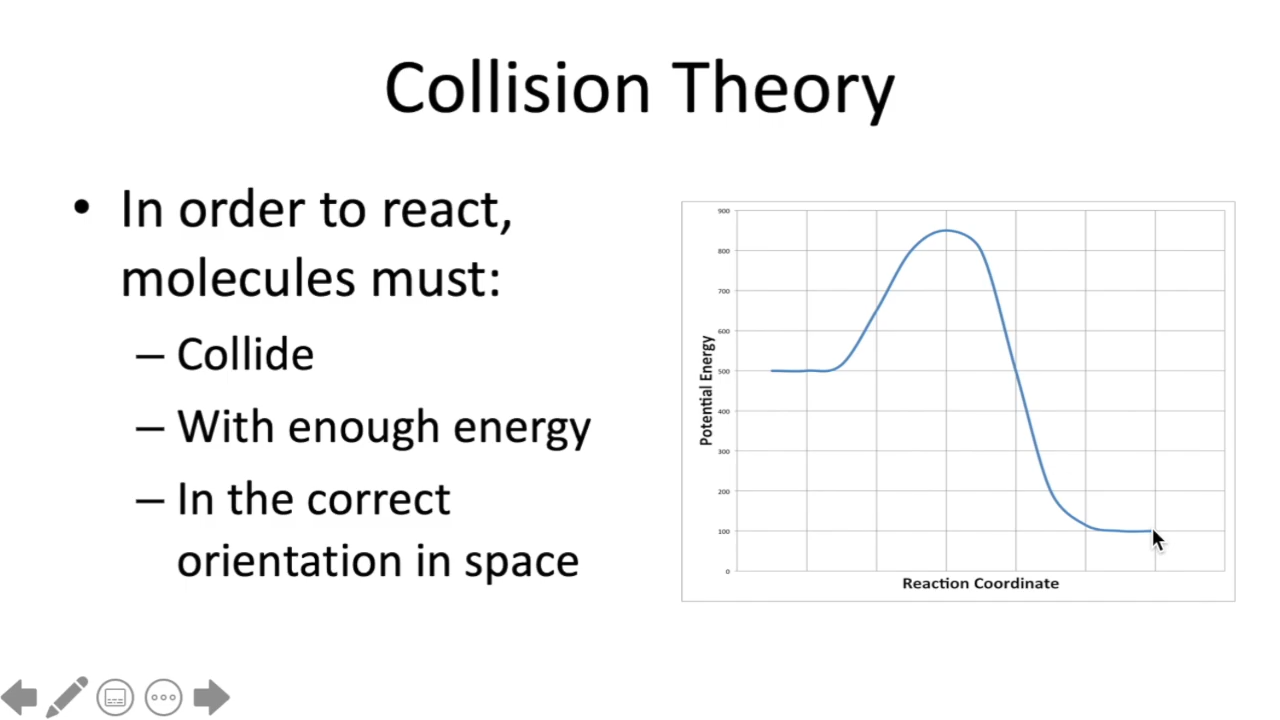 Collision Theory
• In order to react,
molecules must:
– Collide
– With enough energy
– In the correct
orientation in space
Potential Energy
900
800
700
600
500
400
300
200
100
0
Reaction Coordinate